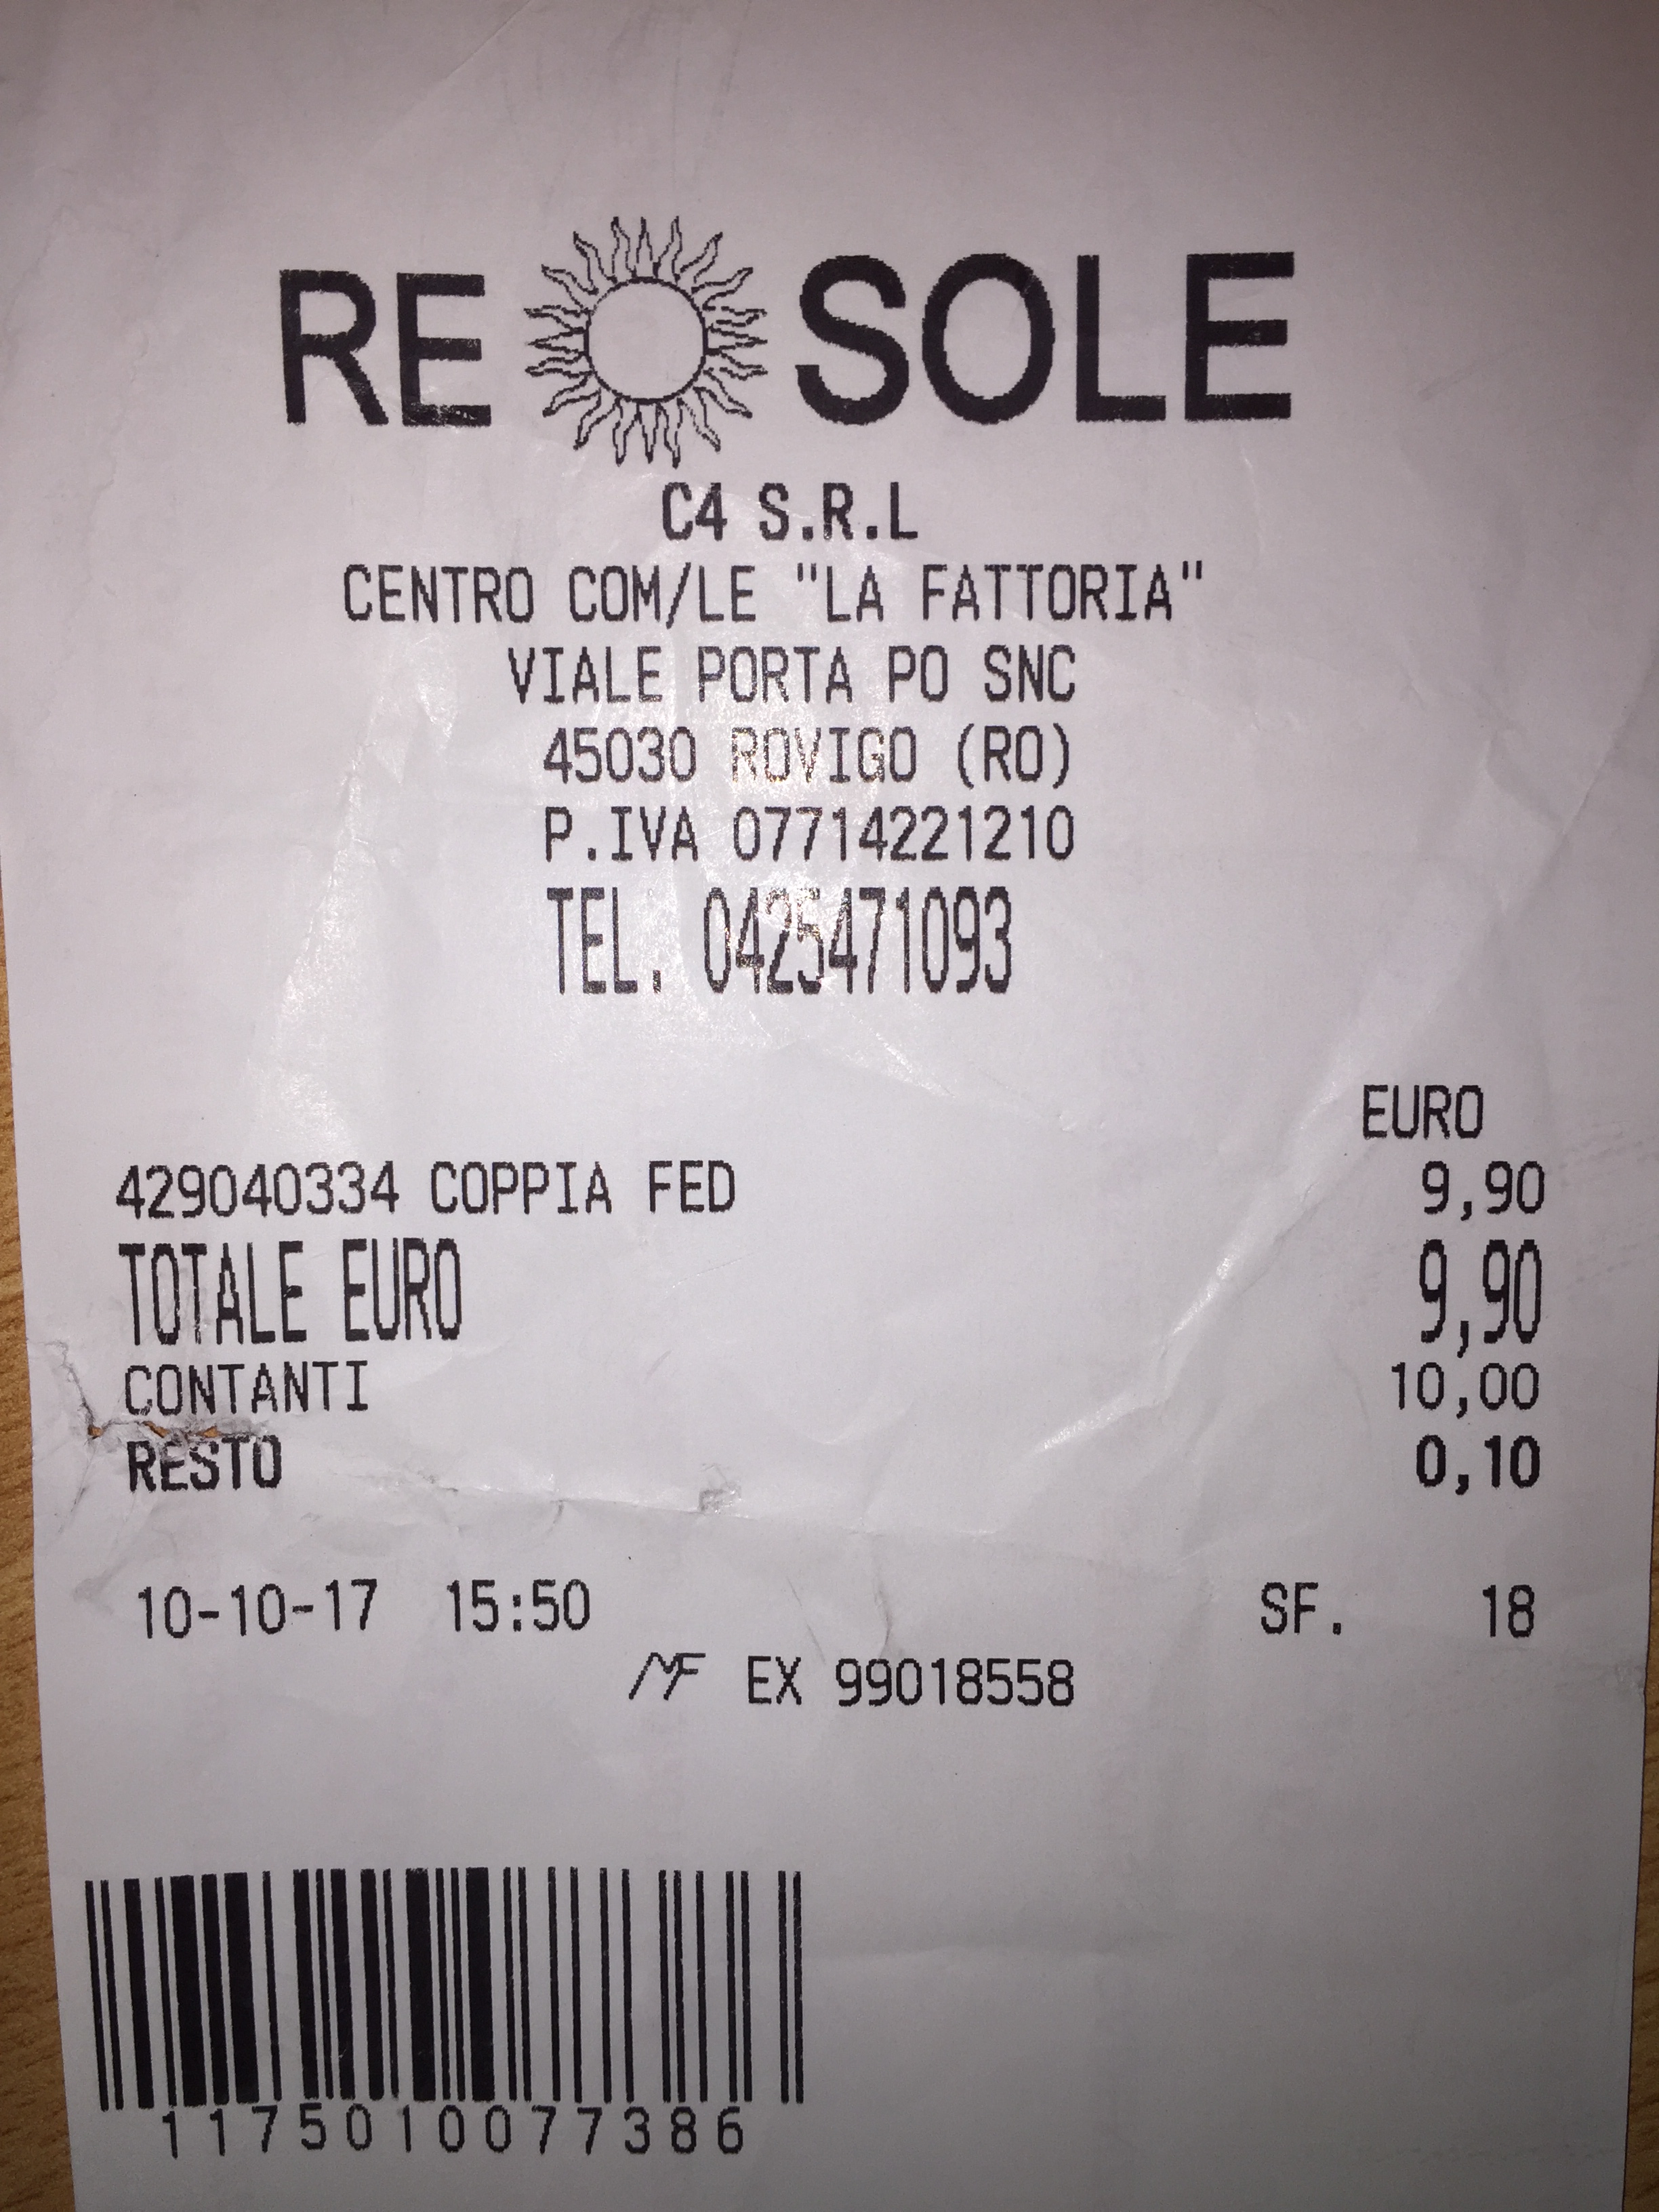 RE SOLE
C4 S.R.L
CENTRO COM/LE "LA FATTORIA"
VIALE PORTA PO SNC
45030 ROVIGO (RO)
P.IVA 07714221210
TEL. 0425471093
EURO
429040334 COPPIA FED 9,90
TOTALE EURO 9,90
CONTANTI 10,00
RESTO 0,10
10-10-17 15:50 SF. 18
MF EX 99018558
1175010077386